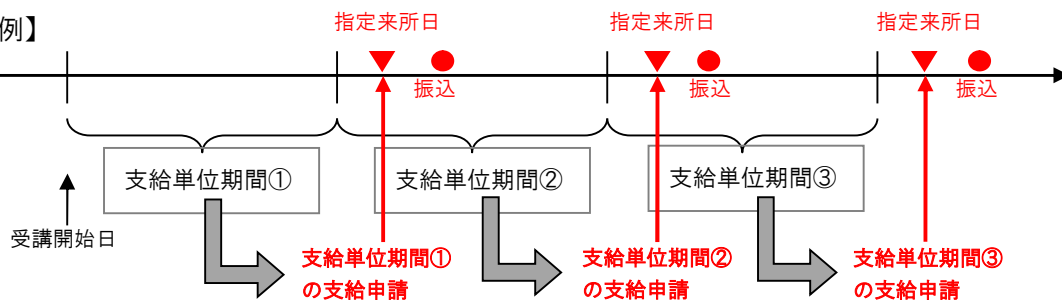 例】
指定来所日
指定来所日
指定来所日
振込
振込
振込
支給単位期間①
支給単位期間②
支給単位期間③
受講開始日
支給単位期間①
の支給申請
支給単位期間②
の支給申請
支給単位期間③
の支給申請